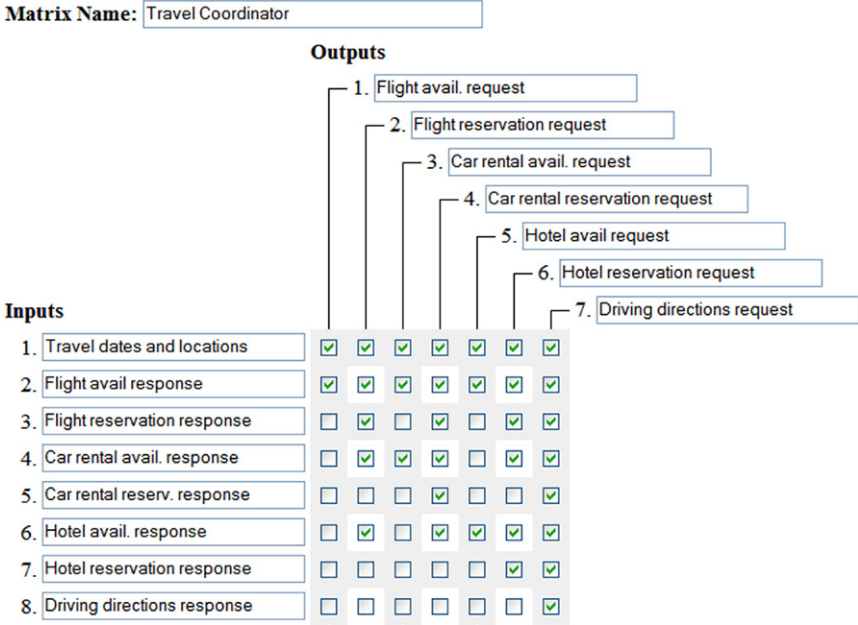 Matrix Name: Travel Coordinator
Outputs
1. Flight avail. request
2. Flight reservation request
3. Car rental avail. request
4. Car rental reservation request
5. Hotel avail request
6. Hotel reservation request
7. Driving directions request
Inputs
1. Travel dates and locations
2. Flight avail response
3. Flight reservation response
4. Car rental avail. response
5. Car rental reserv. response
6. Hotel avail. response
7. Hotel reservation response
8. Driving directions response